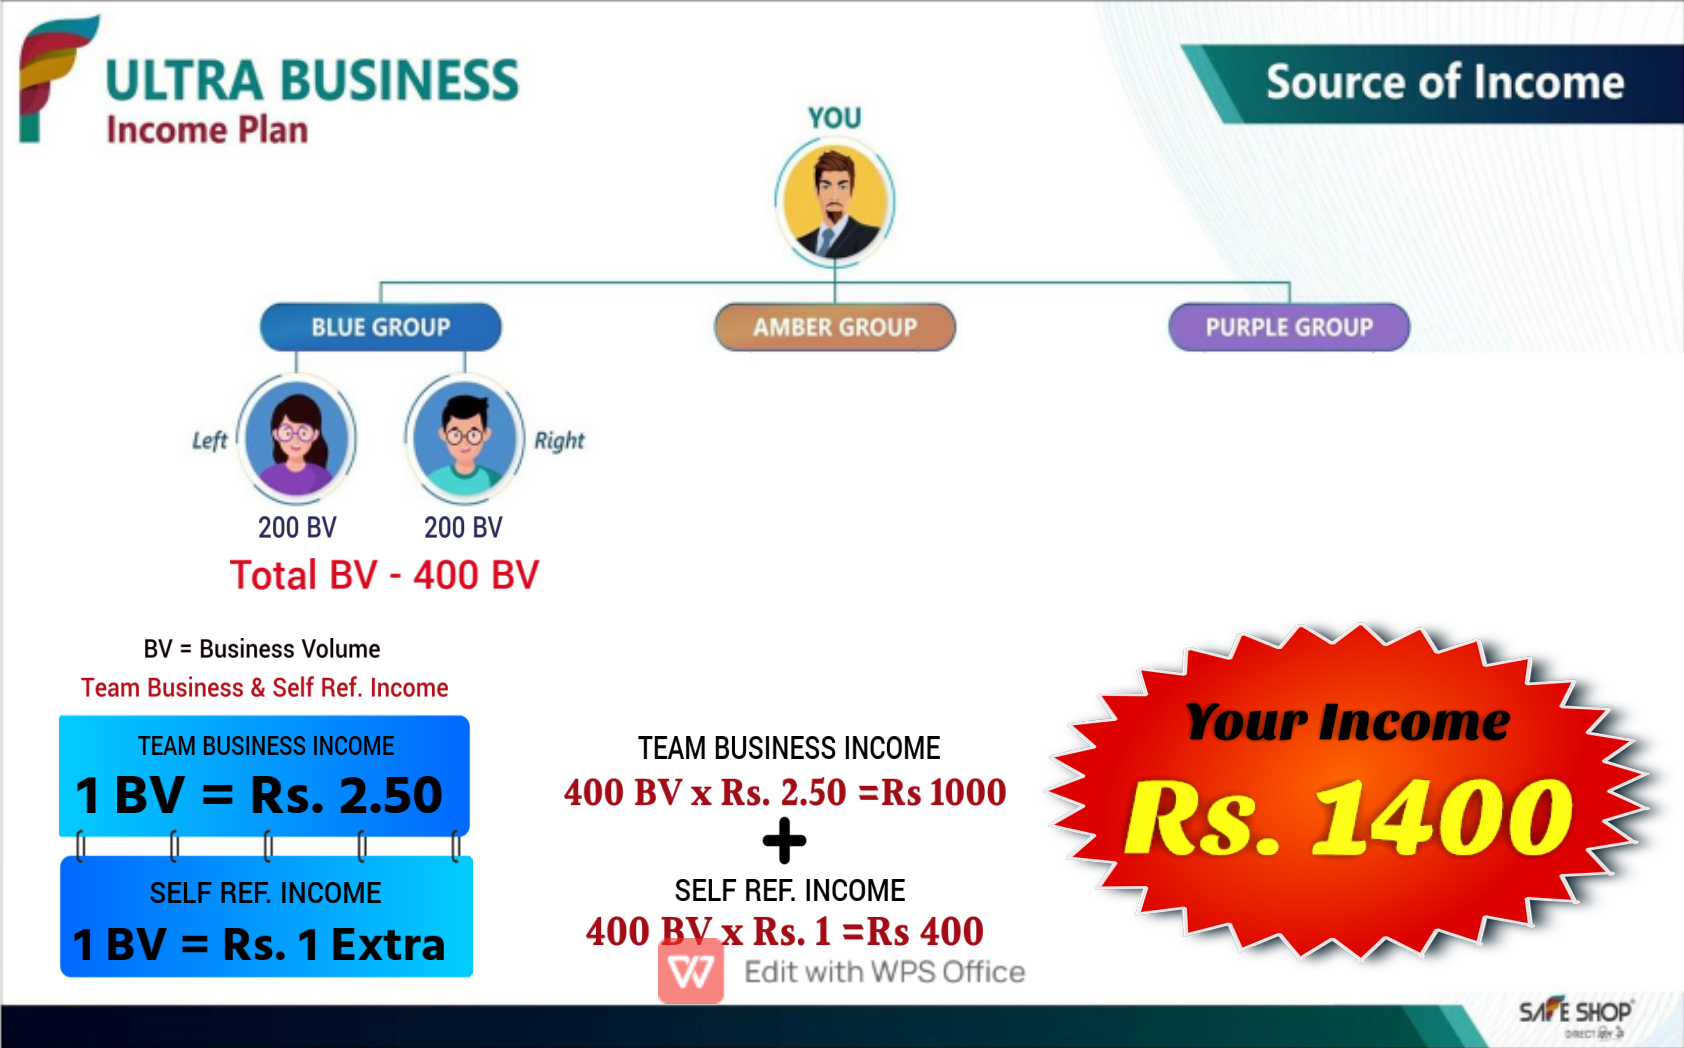 ULTRA BUSINESS
Income Plan
Source of Income
YOU
BLUE GROUP
AMBER GROUP
PURPLE GROUP
Left
Right
200 BV
200 BV
Total BV - 400 BV
BV = Business Volume
Team Business & Self Ref. Income
TEAM BUSINESS INCOME
1 BV = Rs. 2.50
SELF REF. INCOME
1 BV = Rs. 1 Extra
TEAM BUSINESS INCOME
400 BV x Rs. 2.50 =Rs 1000
+
SELF REF. INCOME
400 BV x Rs. 1 =Rs 400
Your Income
Rs. 1400
Edit with WPS Office
SAFE SHOP
DIRECT दिल से